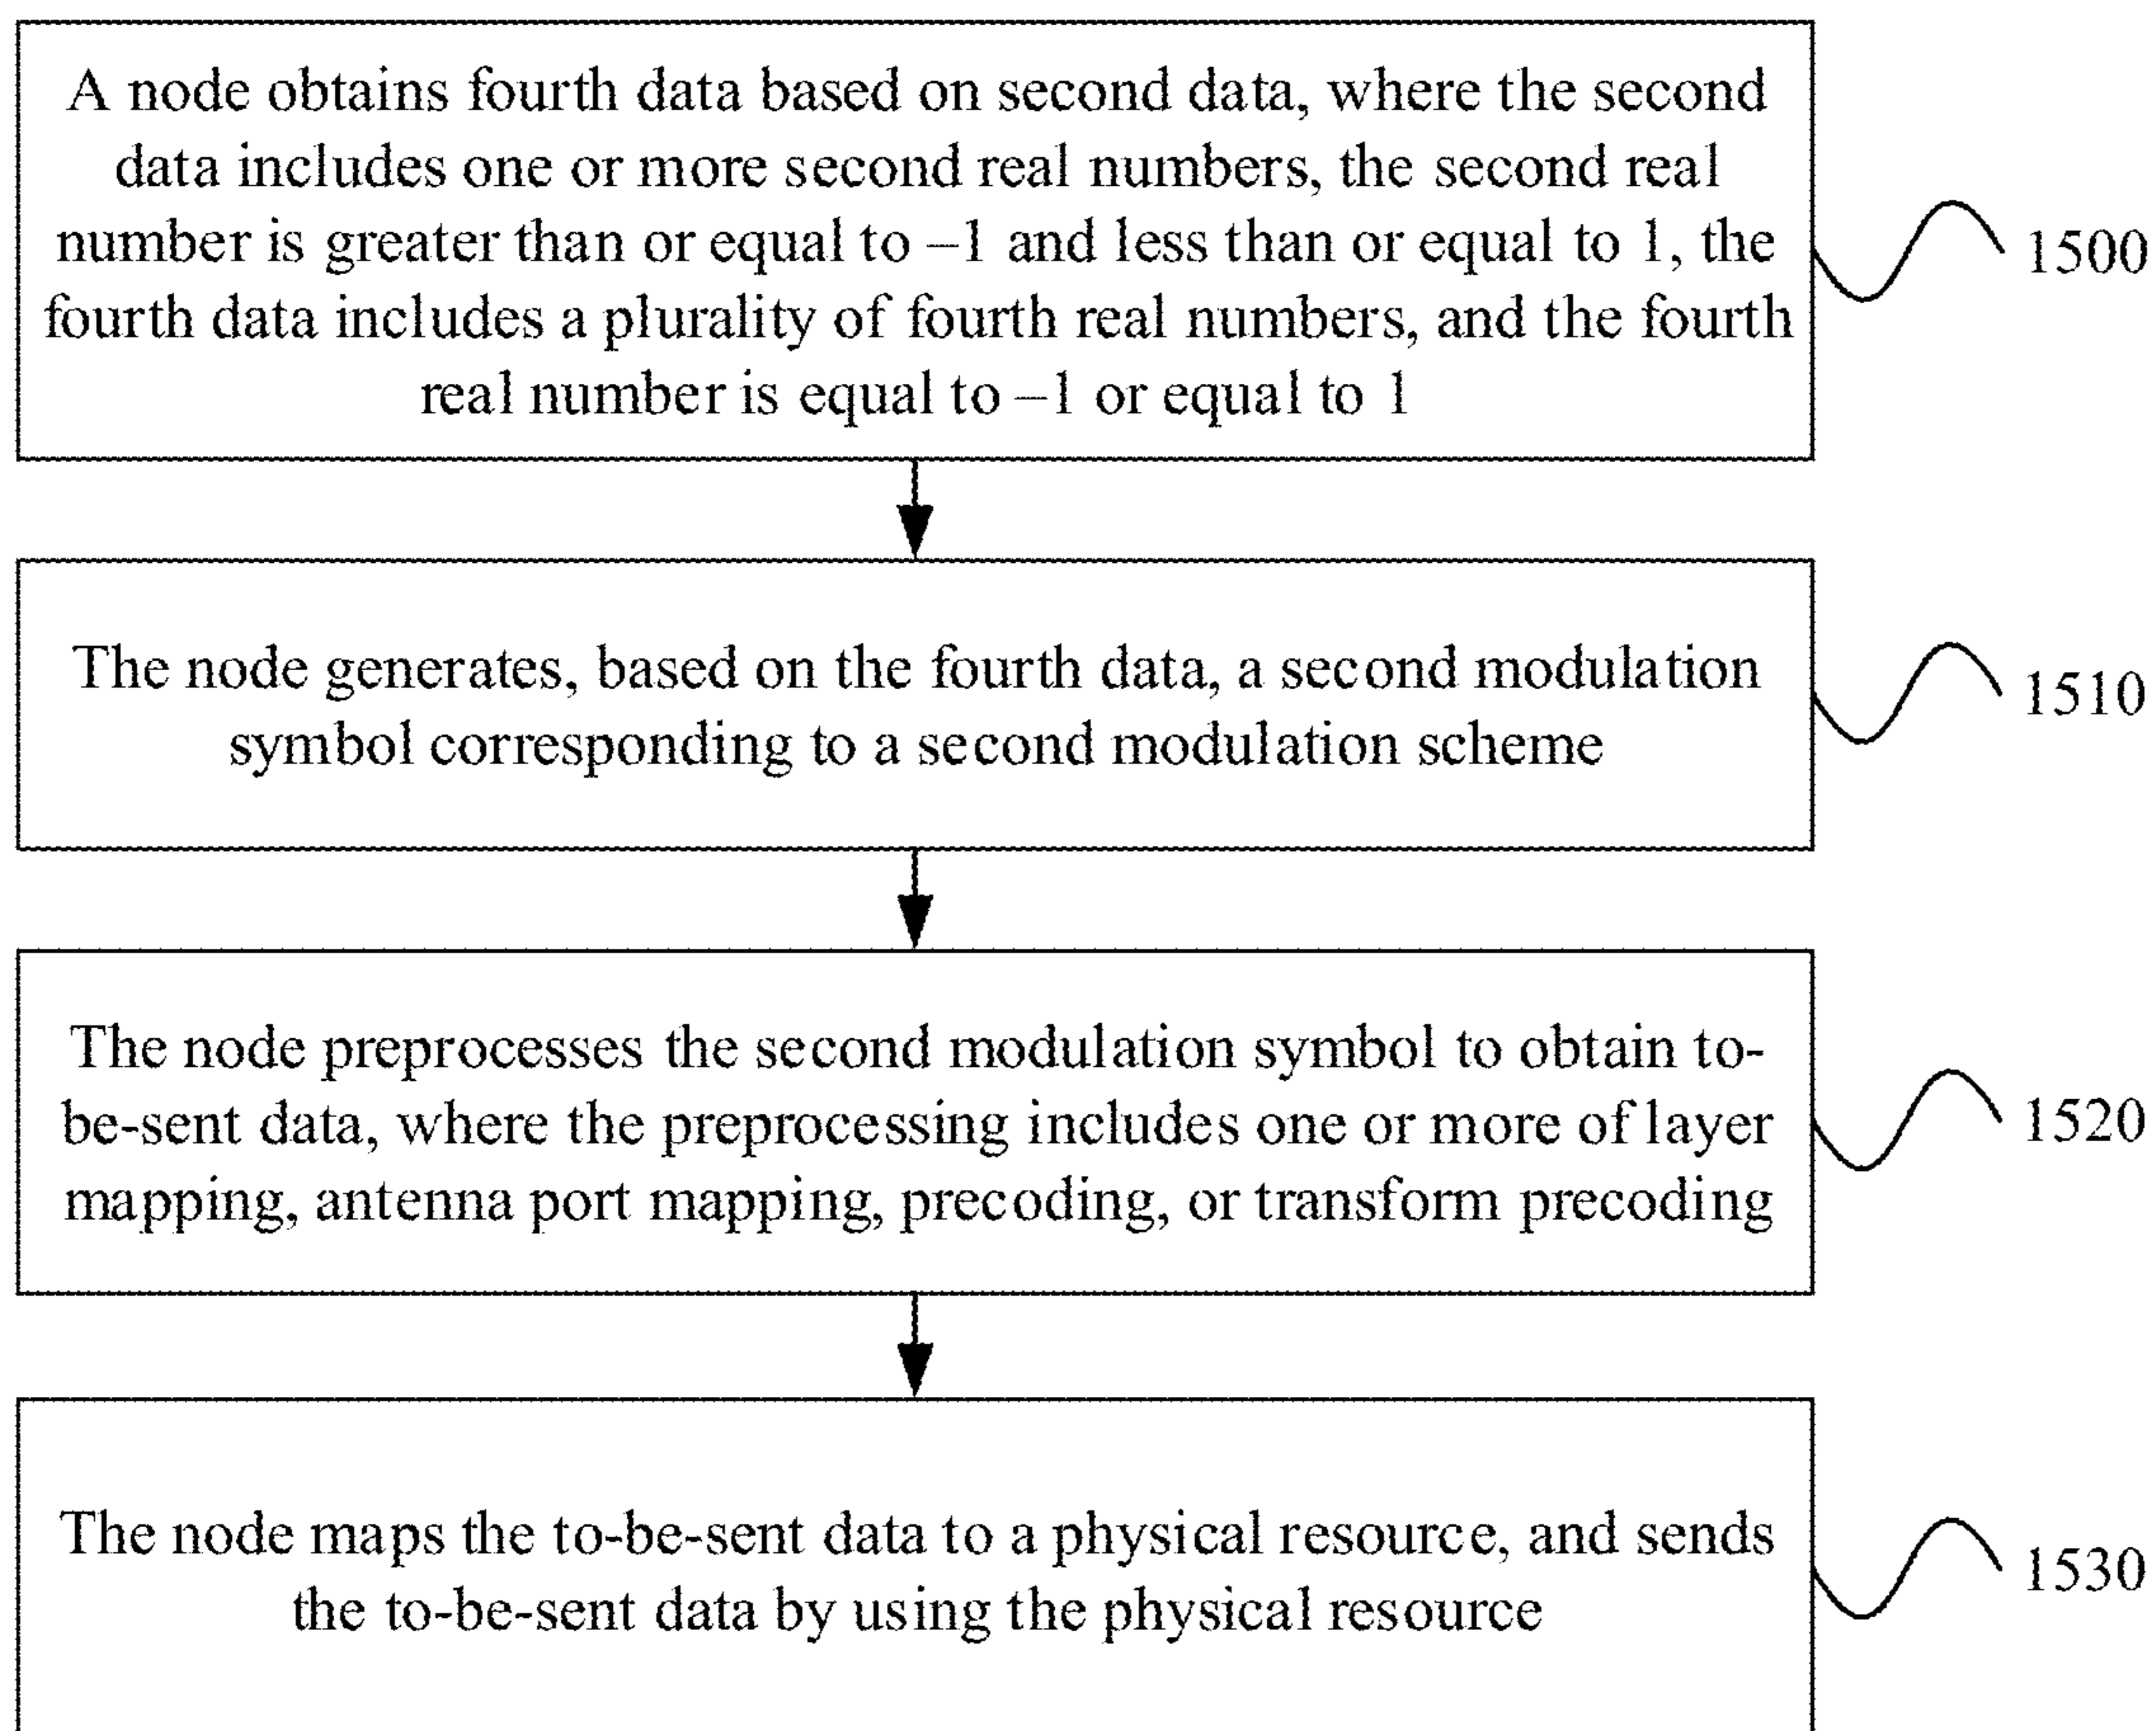 A node obtains fourth data based on second data, where the second
data includes one or more second real numbers, the second real
number is greater than or equal to –1 and less than or equal to 1, the
fourth data includes a plurality of fourth real numbers, and the fourth
real number is equal to –1 or equal to 1
1500
The node generates, based on the fourth data, a second modulation
symbol corresponding to a second modulation scheme
1510
The node preprocesses the second modulation symbol to obtain to-
be-sent data, where the preprocessing includes one or more of layer
mapping, antenna port mapping, precoding, or transform precoding
1520
The node maps the to-be-sent data to a physical resource, and sends
the to-be-sent data by using the physical resource
1530